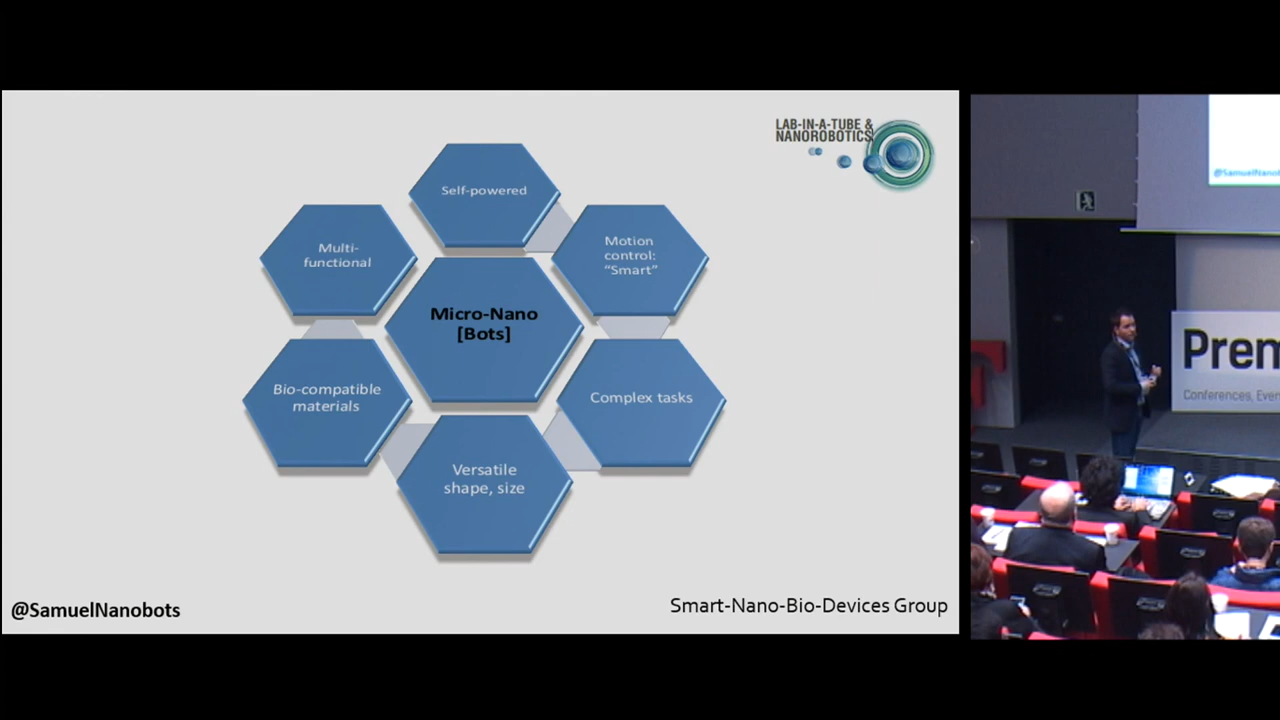 LAB-IN-A-TUBE &
NANOROBOTICS
Self-powered
Multi-
functional
Motion
control:
“Smart”
Micro-Nano
[Bots]
Bio-compatible
materials
Complex tasks
Versatile
shape, size
@SamuelNanobots
Smart-Nano-Bio-Devices Group
@SamuelNanob
Prem
Conferences, Even